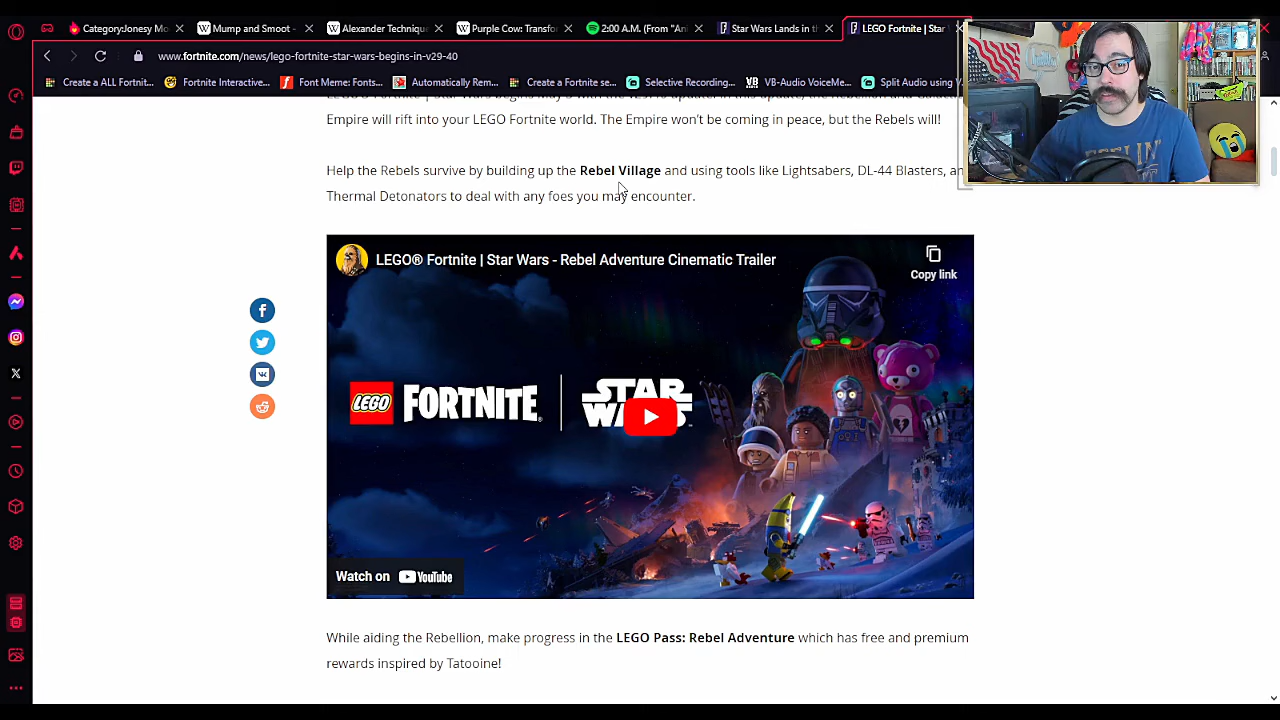 Category:Jonesy Mo
Mump and Smoot -
Alexander Technique
Purple Cow: Transfo
2:00 A.M. (From "Ani
Star Wars Lands in th
LEGO Fortnite | Star
www.fortnite.com/news/lego-fortnite-star-wars-begins-in-v29-40
Create a ALL Fortnit...
Fortnite Interactive...
Font Meme: Fonts...
Automatically Rem...
Create a Fortnite se...
Selective Recording...
VB-Audio VoiceMe...
Split Audio using V
Empire will rift into your LEGO Fortnite world. The Empire won't be coming in peace, but the Rebels will!
Help the Rebels survive by building up the Rebel Village and using tools like Lightsabers, DL-44 Blasters, an
Thermal Detonators to deal with any foes you may encounter.
LEGO® Fortnite | Star Wars - Rebel Adventure Cinematic Trailer
Copy link
LEGO FORTNITE STAR WARS
Watch on YouTube
While aiding the Rebellion, make progress in the LEGO Pass: Rebel Adventure which has free and premium
rewards inspired by Tatooine!